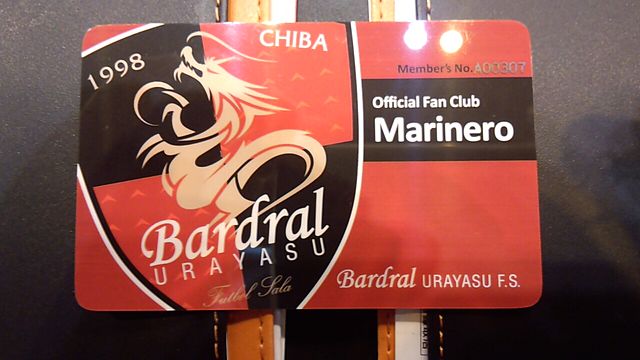 1998
CHIBA
Bardral
URAYASU
Futbol Sala
Member's No. A00307
Official Fan Club
Marinero
Bardral URAYASU F.S.